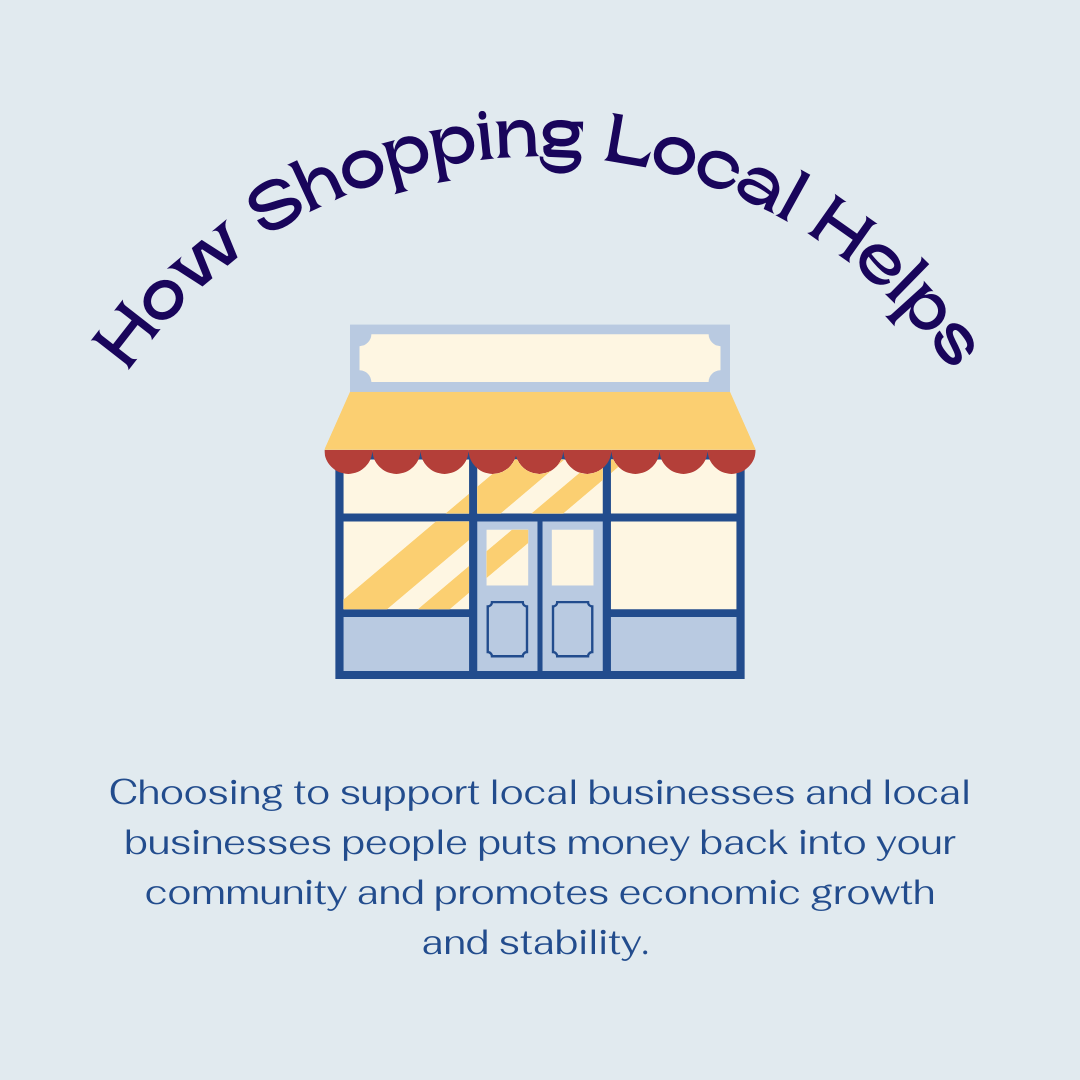 How Shopping Local Helps
Choosing to support local businesses and local
businesses people puts money back into your
community and promotes economic growth
and stability.